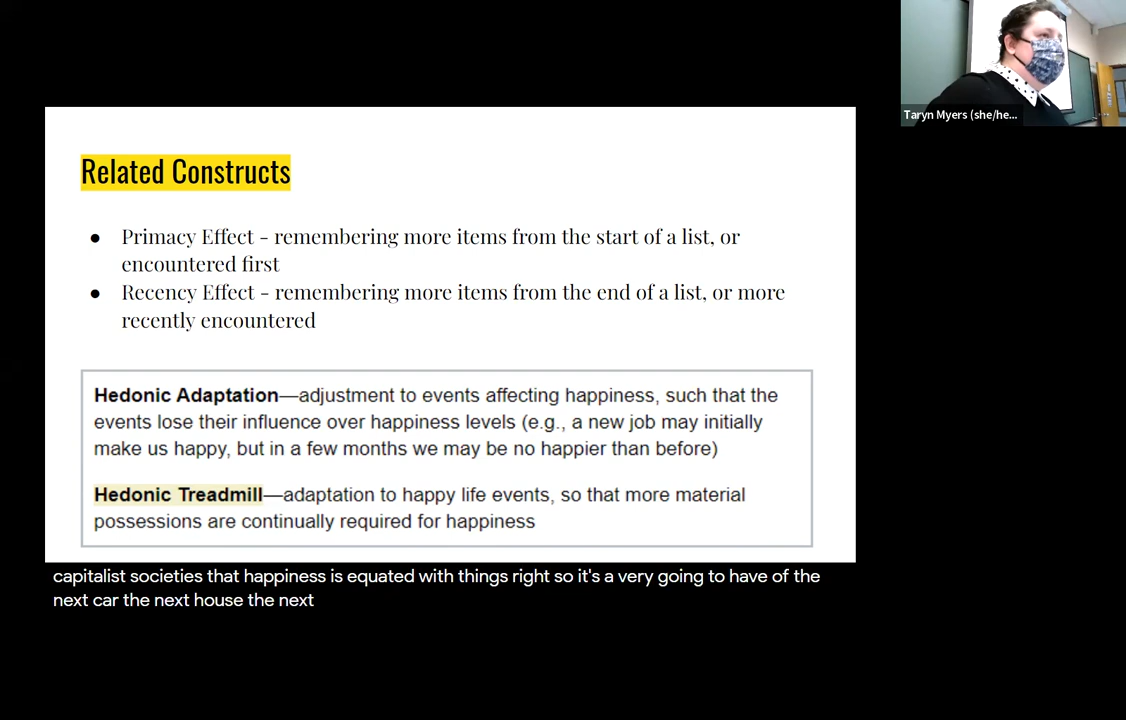 Taryn Myers (she/he...
Related Constructs
● Primacy Effect - remembering more items from the start of a list, or
encountered first
● Recency Effect - remembering more items from the end of a list, or more
recently encountered
Hedonic Adaptation—adjustment to events affecting happiness, such that the
events lose their influence over happiness levels (e.g., a new job may initially
make us happy, but in a few months we may be no happier than before)
Hedonic Treadmill—adaptation to happy life events, so that more material
possessions are continually required for happiness
capitalist societies that happiness is equated with things right so it's a very going to have of the
next car the next house the next